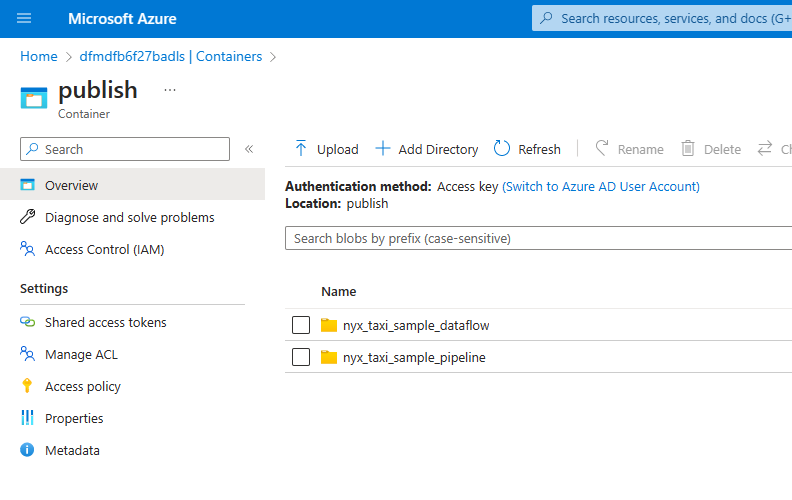 Microsoft Azure
Search resources, services, and docs (G+
Home > dfmdfb6f27badls | Containers >
publish ...
Container
Search «
Upload Add Directory Refresh Rename Delete Ch
Overview
Authentication method: Access key (Switch to Azure AD User Account)
Location: publish
Diagnose and solve problems
Access Control (IAM)
Search blobs by prefix (case-sensitive)
Settings
Name
Shared access tokens
nyx_taxi_sample_dataflow
Manage ACL
nyx_taxi_sample_pipeline
Access policy
Properties
Metadata